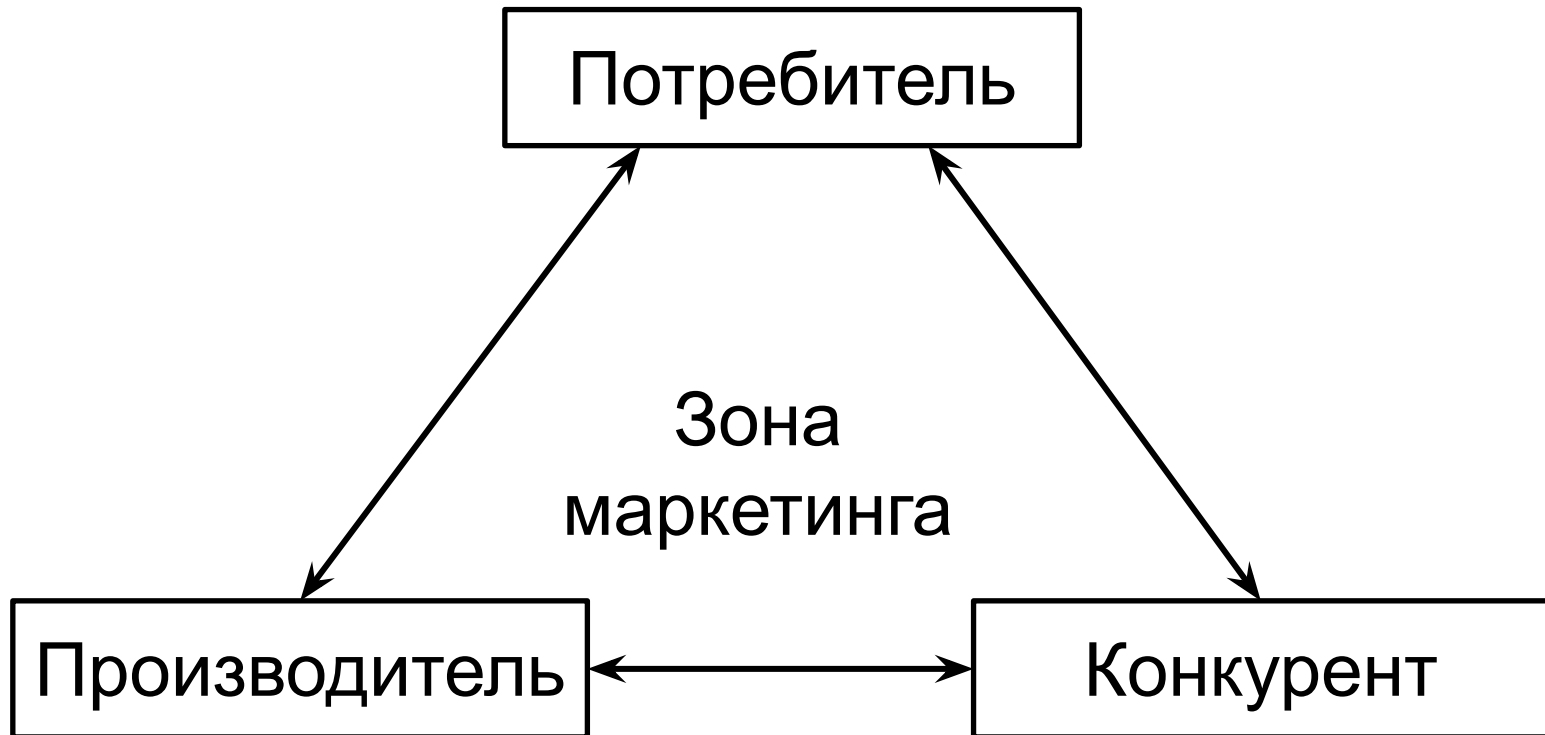 Потребитель
Зона
маркетинга
Производитель
Конкурент